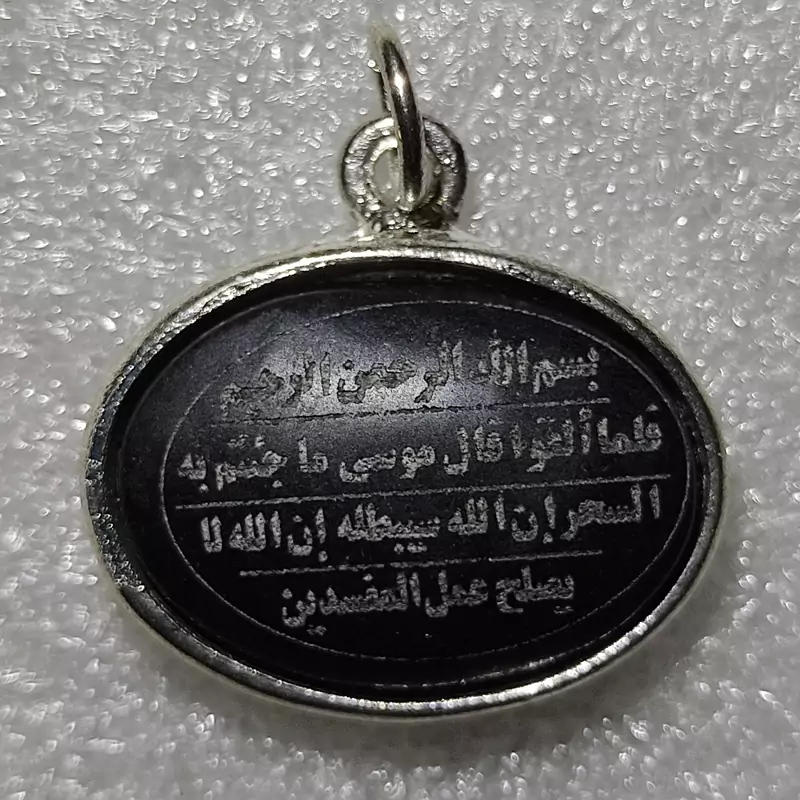 بسم الله الرحمن الرحيم
فلما ألقوا قال موسى ما جئتم به
السحر إن الله سيبطله إن الله لا
يصلح عمل المفسدين